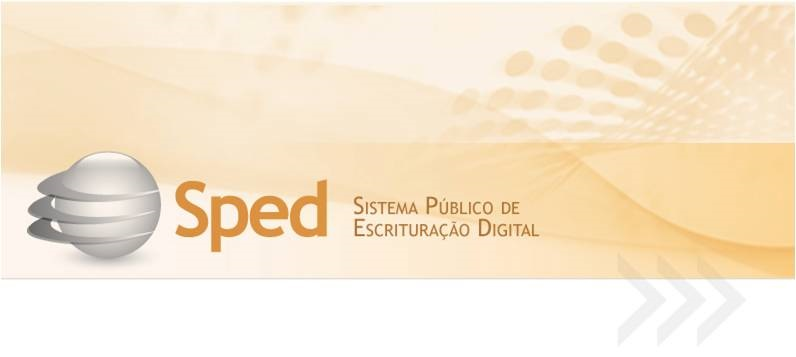 Sped
SISTEMA PÚBLICO DE
ESCRITURAÇÃO DIGITAL